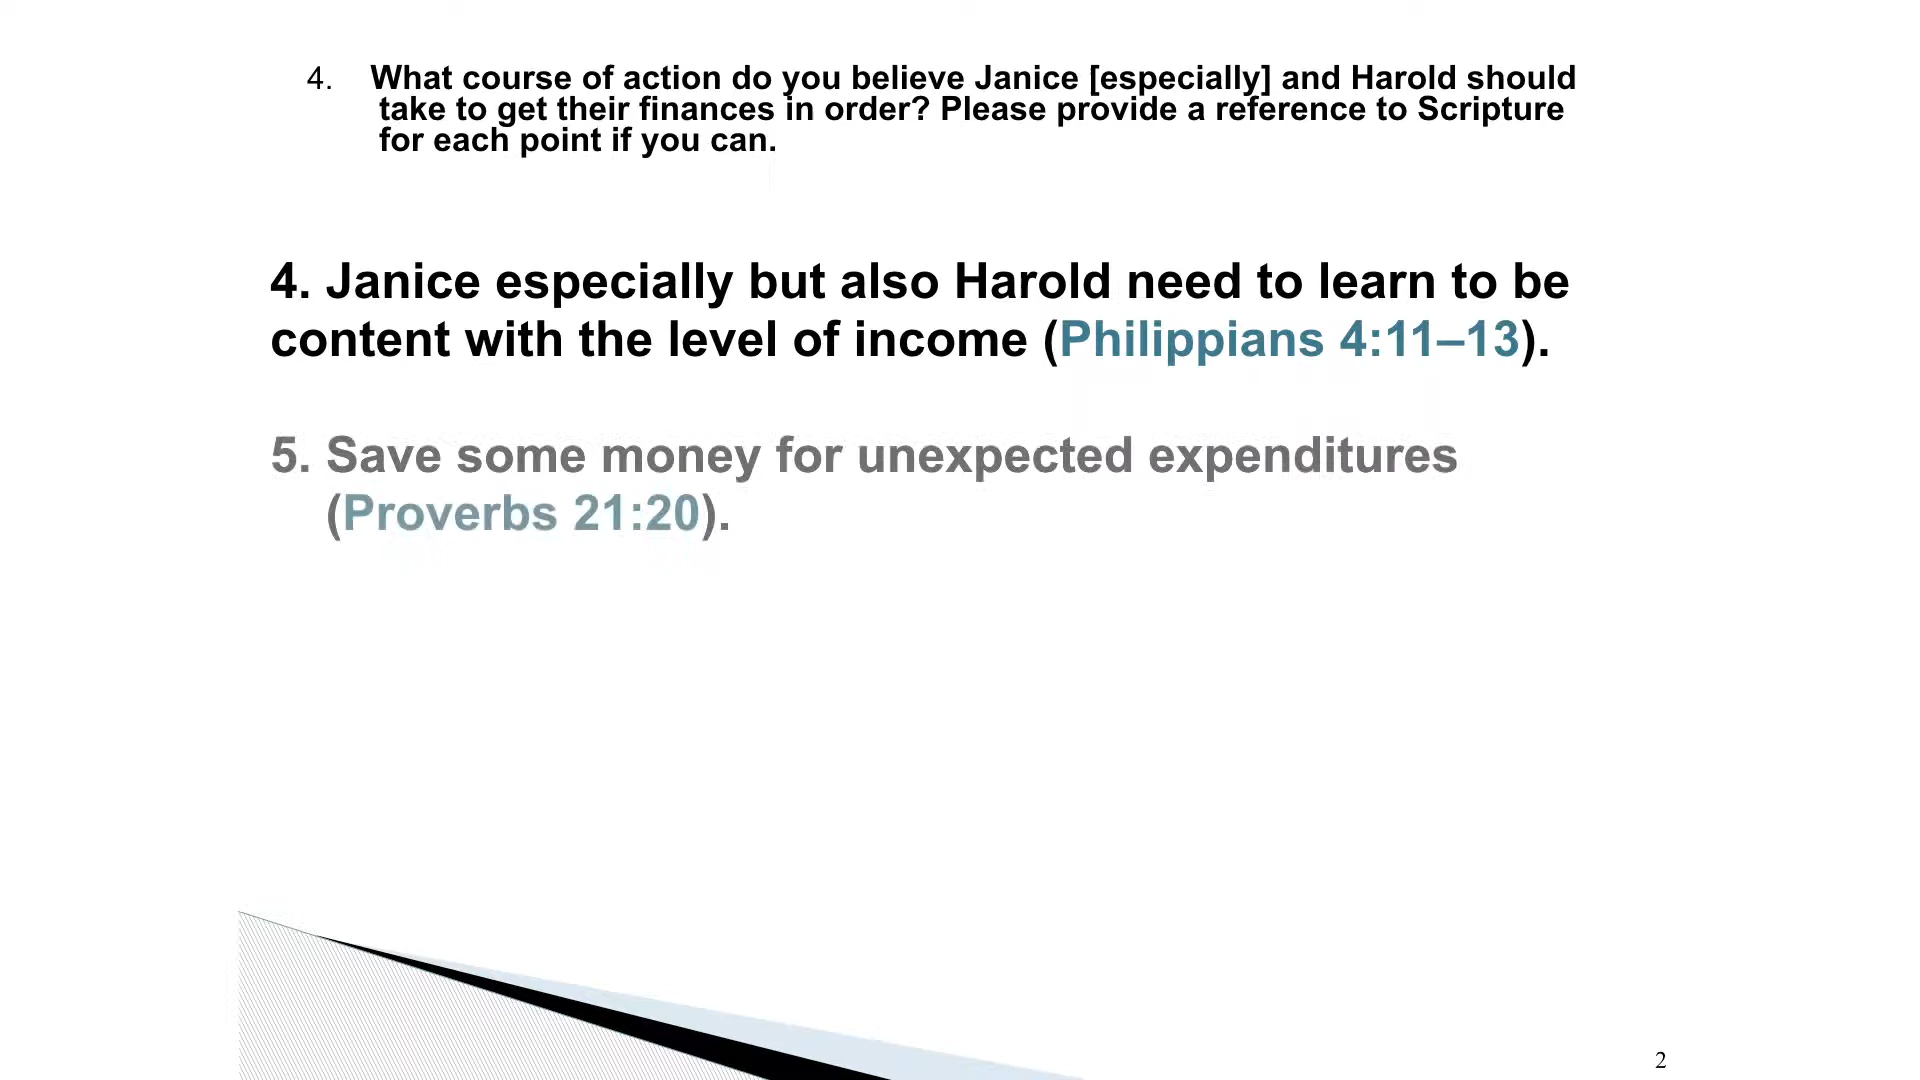 4. What course of action do you believe Janice [especially] and Harold should
take to get their finances in order? Please provide a reference to Scripture
for each point if you can.
4. Janice especially but also Harold need to learn to be
content with the level of income (Philippians 4:11–13).
5. Save some money for unexpected expenditures
(Proverbs 21:20).
2